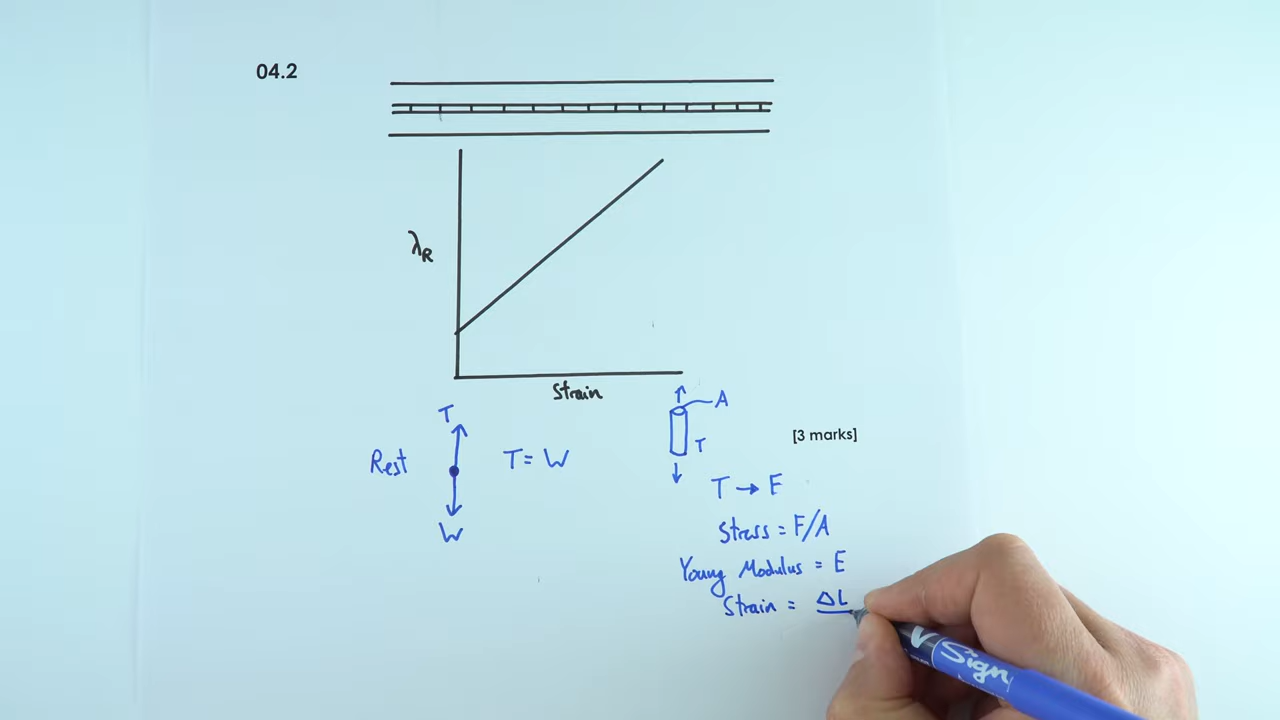 04.2
λR
Strain
T
A
[3 marks]
Rest
T = W
T
T → E
W
Stress = F/A
Young Modulus = E
Strain = ΔL
V Sign